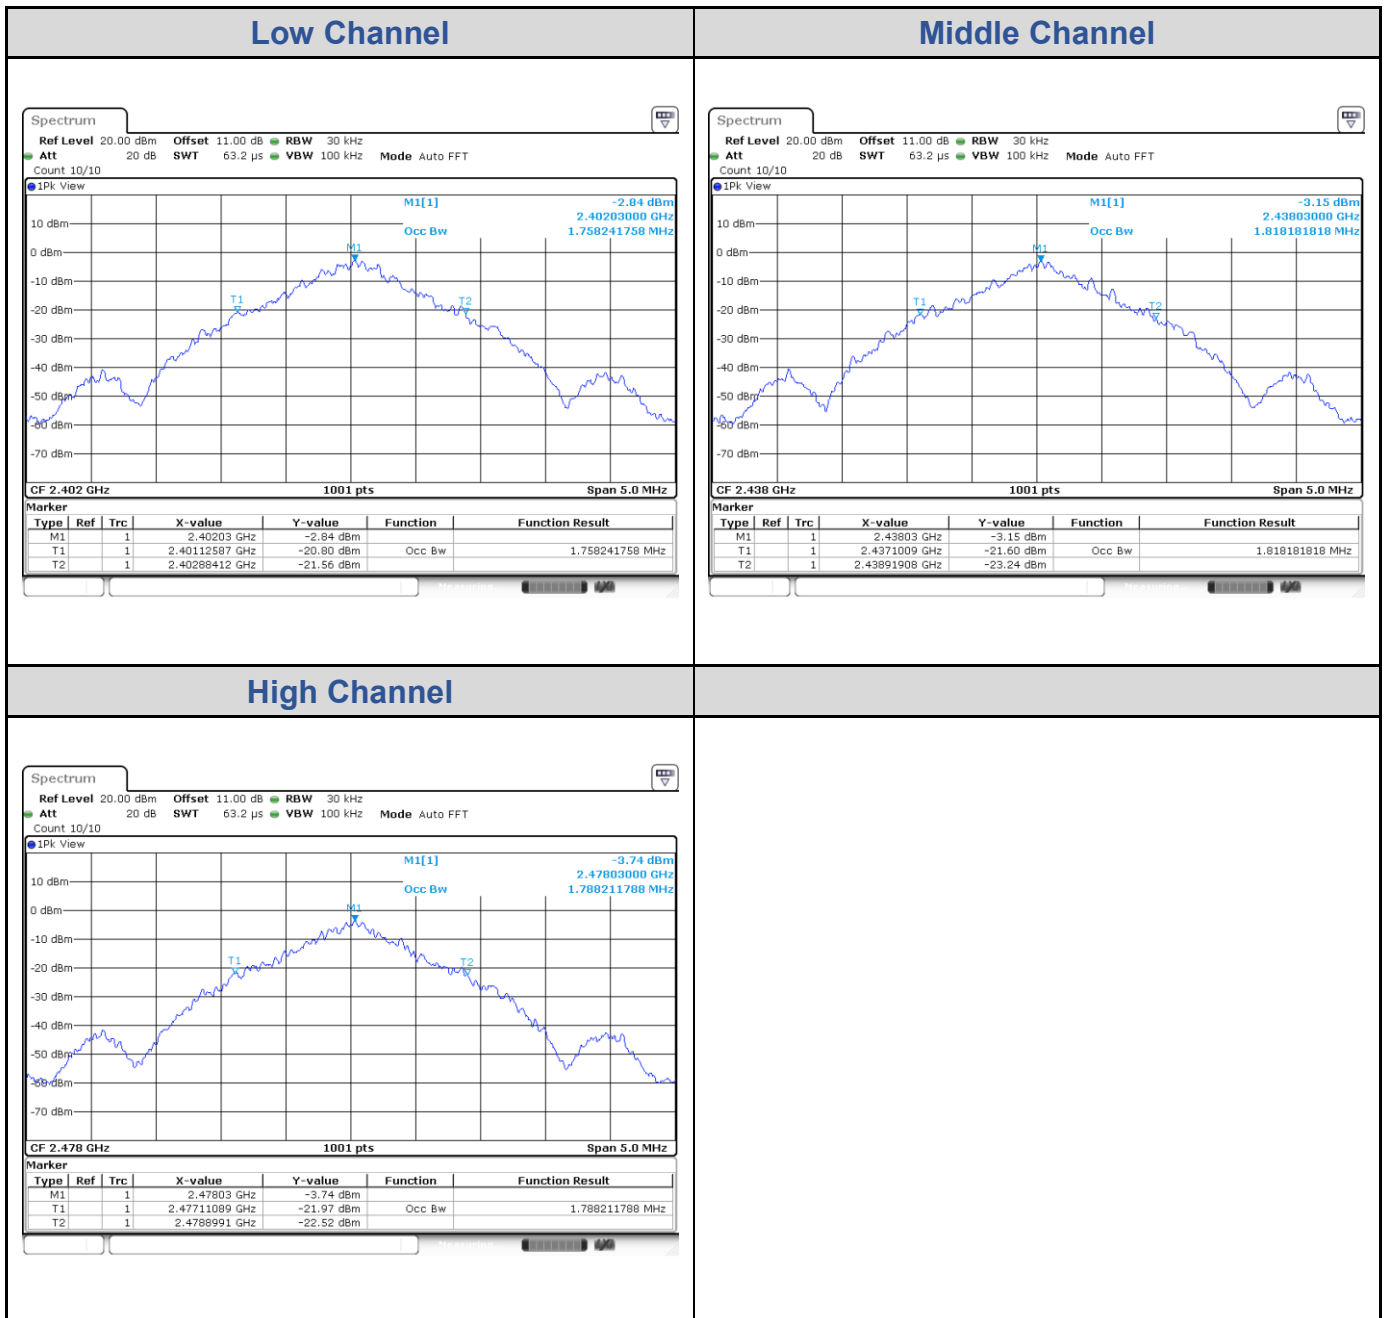 Low Channel
Spectrum
Ref Level 20.00 dBm Offset 11.00 dB RBW 30 kHz
Att 20 dB SWT 63.2 µs VBW 100 kHz Mode Auto FFT
Count 10/10
1Pk View
M1[1] -2.84 dBm
2.40203000 GHz
Occ Bw 1.758241758 MHz
10 dBm
0 dBm
-10 dBm
-20 dBm
-30 dBm
-40 dBm
-50 dBm
-60 dBm
-70 dBm
M1
T1
T2
CF 2.402 GHz 1001 pts Span 5.0 MHz
Marker
Type Ref Trc X-value Y-value Function Function Result
M1 1 2.40203 GHz -2.84 dBm
T1 1 2.40112587 GHz -20.80 dBm Occ Bw 1.758241758 MHz
T2 1 2.40288412 GHz -21.56 dBm
Middle Channel
Spectrum
Ref Level 20.00 dBm Offset 11.00 dB RBW 30 kHz
Att 20 dB SWT 63.2 µs VBW 100 kHz Mode Auto FFT
Count 10/10
1Pk View
M1[1] -3.15 dBm
2.43803000 GHz
Occ Bw 1.818181818 MHz
10 dBm
0 dBm
-10 dBm
-20 dBm
-30 dBm
-40 dBm
-50 dBm
-60 dBm
-70 dBm
M1
T1
T2
CF 2.438 GHz 1001 pts Span 5.0 MHz
Marker
Type Ref Trc X-value Y-value Function Function Result
M1 1 2.43803 GHz -3.15 dBm
T1 1 2.4371009 GHz -21.60 dBm Occ Bw 1.818181818 MHz
T2 1 2.43891908 GHz -23.24 dBm
High Channel
Spectrum
Ref Level 20.00 dBm Offset 11.00 dB RBW 30 kHz
Att 20 dB SWT 63.2 µs VBW 100 kHz Mode Auto FFT
Count 10/10
1Pk View
M1[1] -3.74 dBm
2.47803000 GHz
Occ Bw 1.788211788 MHz
10 dBm
0 dBm
-10 dBm
-20 dBm
-30 dBm
-40 dBm
-50 dBm
-60 dBm
-70 dBm
M1
T1
T2
CF 2.478 GHz 1001 pts Span 5.0 MHz
Marker
Type Ref Trc X-value Y-value Function Function Result
M1 1 2.47803 GHz -3.74 dBm
T1 1 2.47711089 GHz -21.97 dBm Occ Bw 1.788211788 MHz
T2 1 2.4788991 GHz -22.52 dBm